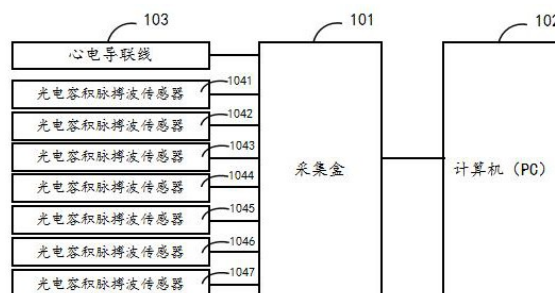 103
101
102
心电导联线
光电容积脉搏波传感器
1041
光电容积脉搏波传感器
1042
光电容积脉搏波传感器
1043
光电容积脉搏波传感器
1044
光电容积脉搏波传感器
1045
光电容积脉搏波传感器
1046
光电容积脉搏波传感器
1047
采集盒
计算机（PC）